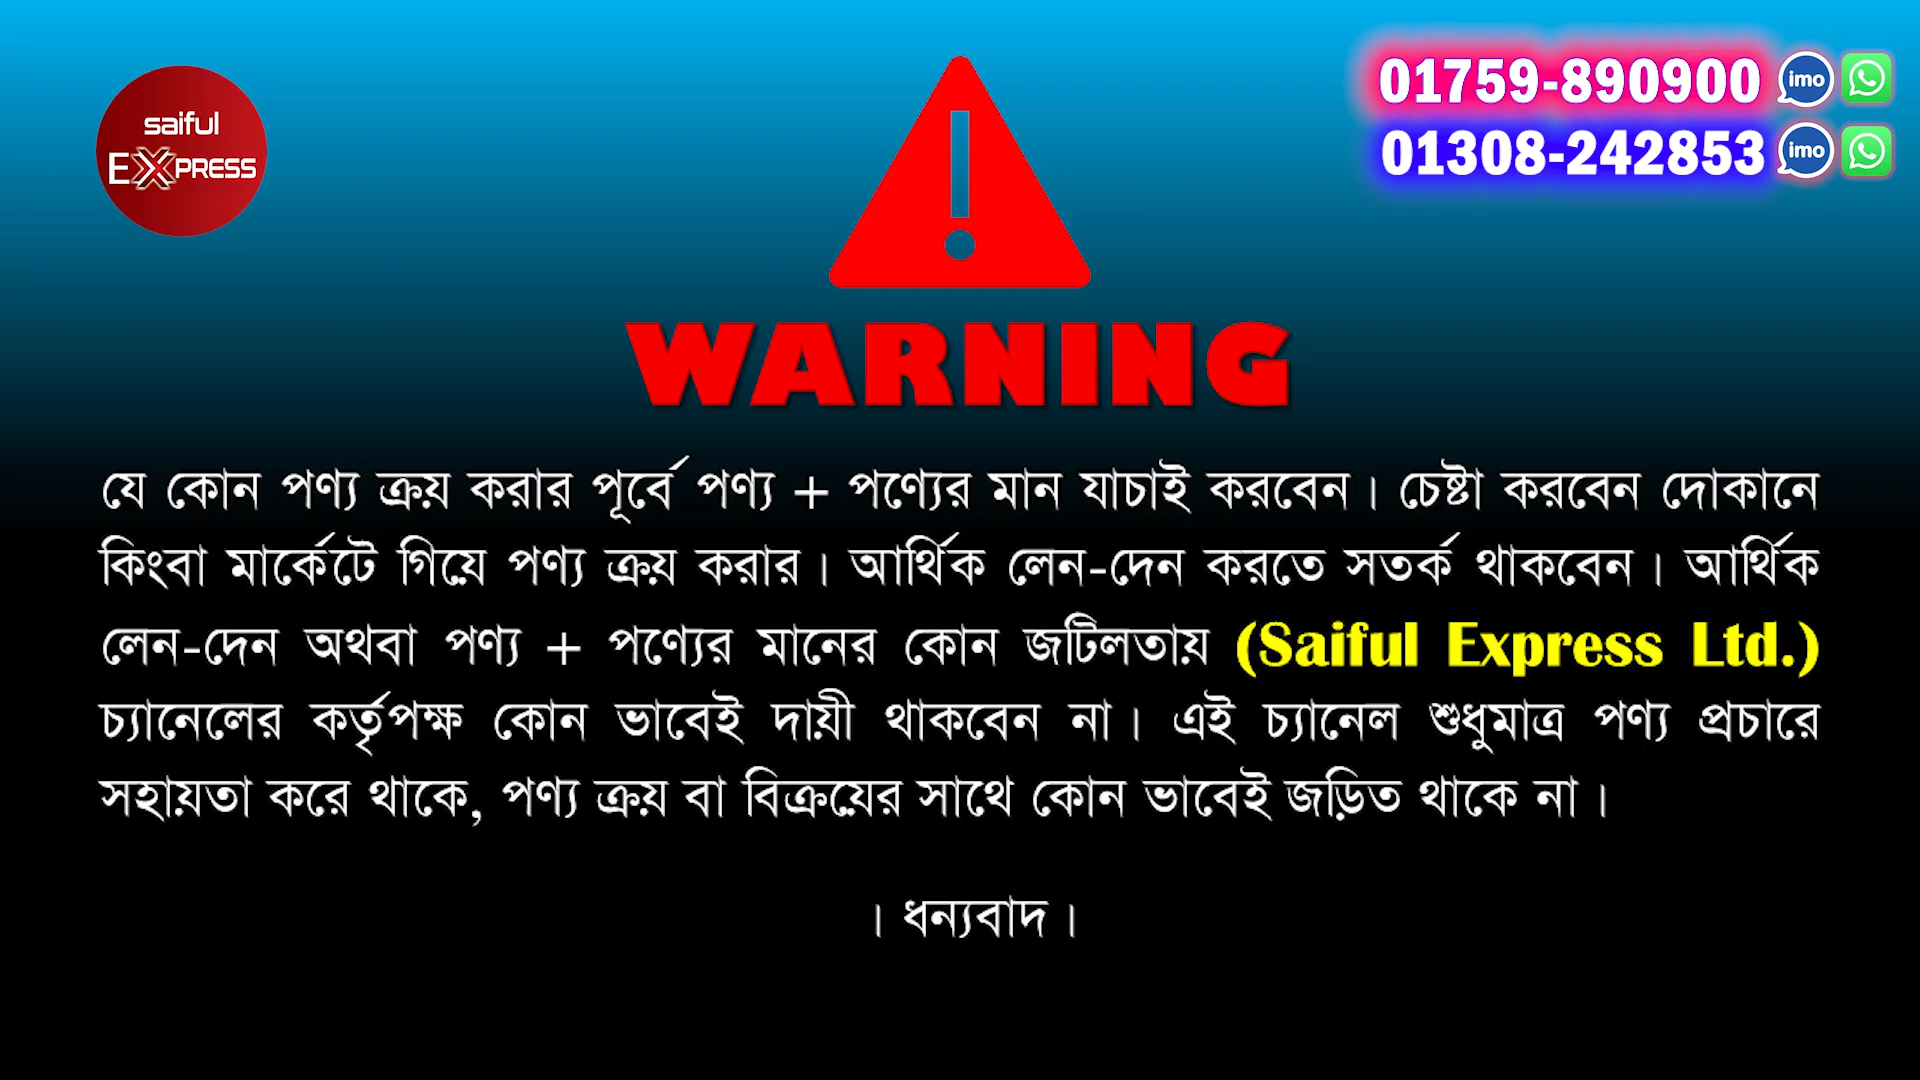 saiful
EXPRESS
01759-890900 imo
01308-242853 imo
WARNING
যে কোন পণ্য ক্রয় করার পূর্বে পণ্য + পণ্যের মান যাচাই করবেন। চেষ্টা করবেন দোকানে
কিংবা মার্কেটে গিয়ে পণ্য ক্রয় করার। আর্থিক লেন-দেন করতে সতর্ক থাকবেন। আর্থিক
লেন-দেন অথবা পণ্য + পণ্যের মানের কোন জটিলতায় (Saiful Express Ltd.)
চ্যানেলের কর্তৃপক্ষ কোন ভাবেই দায়ী থাকবেন না। এই চ্যানেল শুধুমাত্র পণ্য প্রচারে
সহায়তা করে থাকে, পণ্য ক্রয় বা বিক্রয়ের সাথে কোন ভাবেই জড়িত থাকে না।
। ধন্যবাদ।